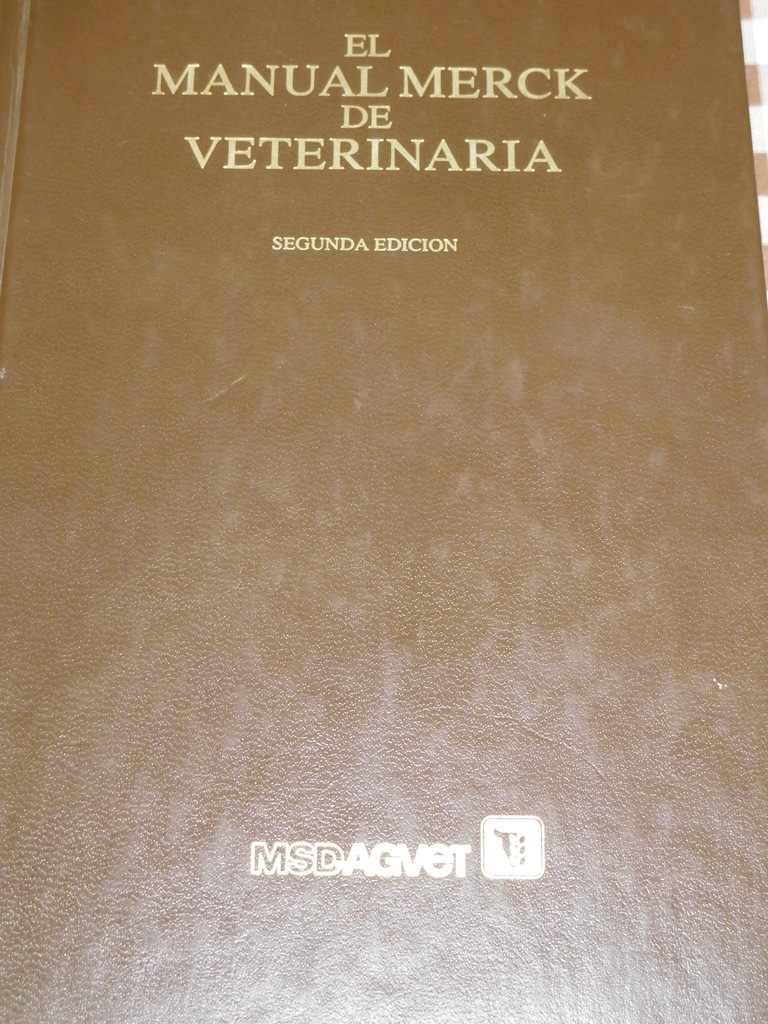 EL
MANUAL MERCK
DE
VETERINARIA
SEGUNDA EDICION
MSDAGVET